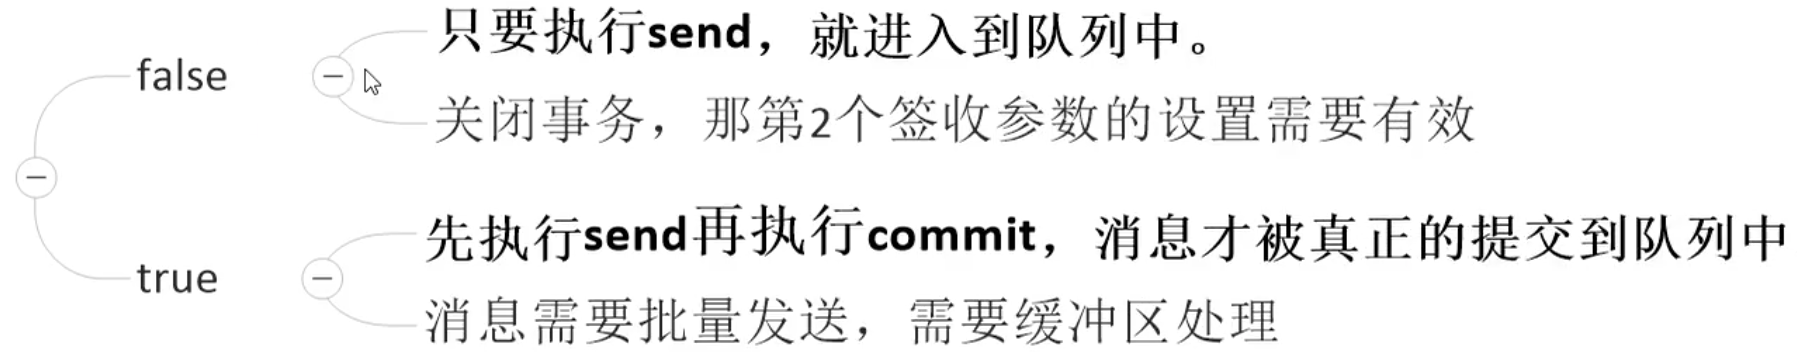 只要执行send，就进入到队列中。
false
关闭事务，那第2个签收参数的设置需要有效
先执行send再执行commit，消息才被真正的提交到队列中
true
消息需要批量发送，需要缓冲区处理